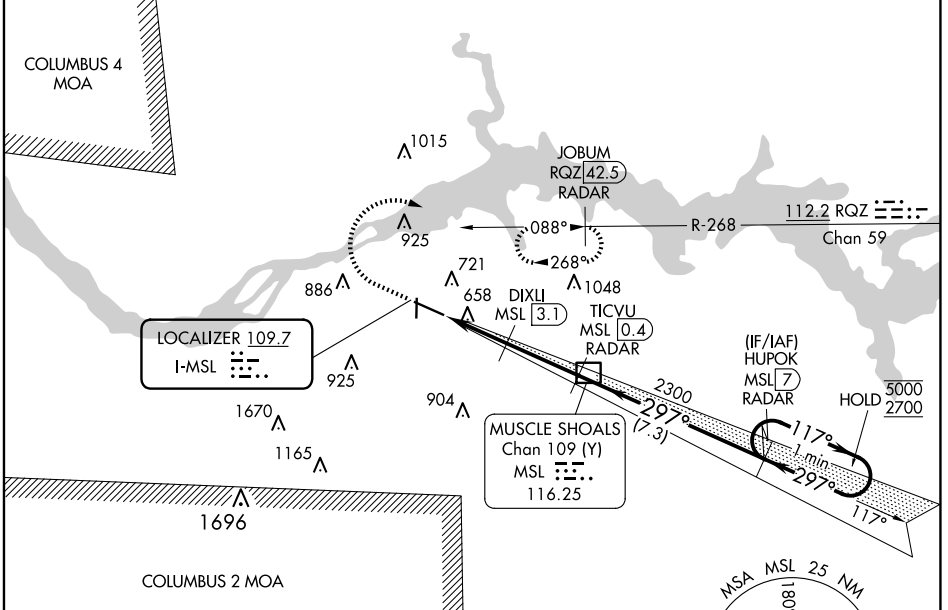 COLUMBUS 4
MOA
1015
JOBUM
RQZ 42.5
RADAR
112.2 RQZ
Chan 59
R-268
088°
268°
925
721
886
658
1048
DIXLI
MSL 3.1
TICVU
MSL 0.4
RADAR
LOCALIZER 109.7
I-MSL
925
(IF/IAF)
HUPOK
MSL 7
RADAR
HOLD 5000
2700
2300
297°
(7.3)
904
1670
1165
117°
1 min
297°
117°
MUSCLE SHOALS
Chan 109 (Y)
MSL
116.25
1696
COLUMBUS 2 MOA
MSA MSL 25 NM
180°